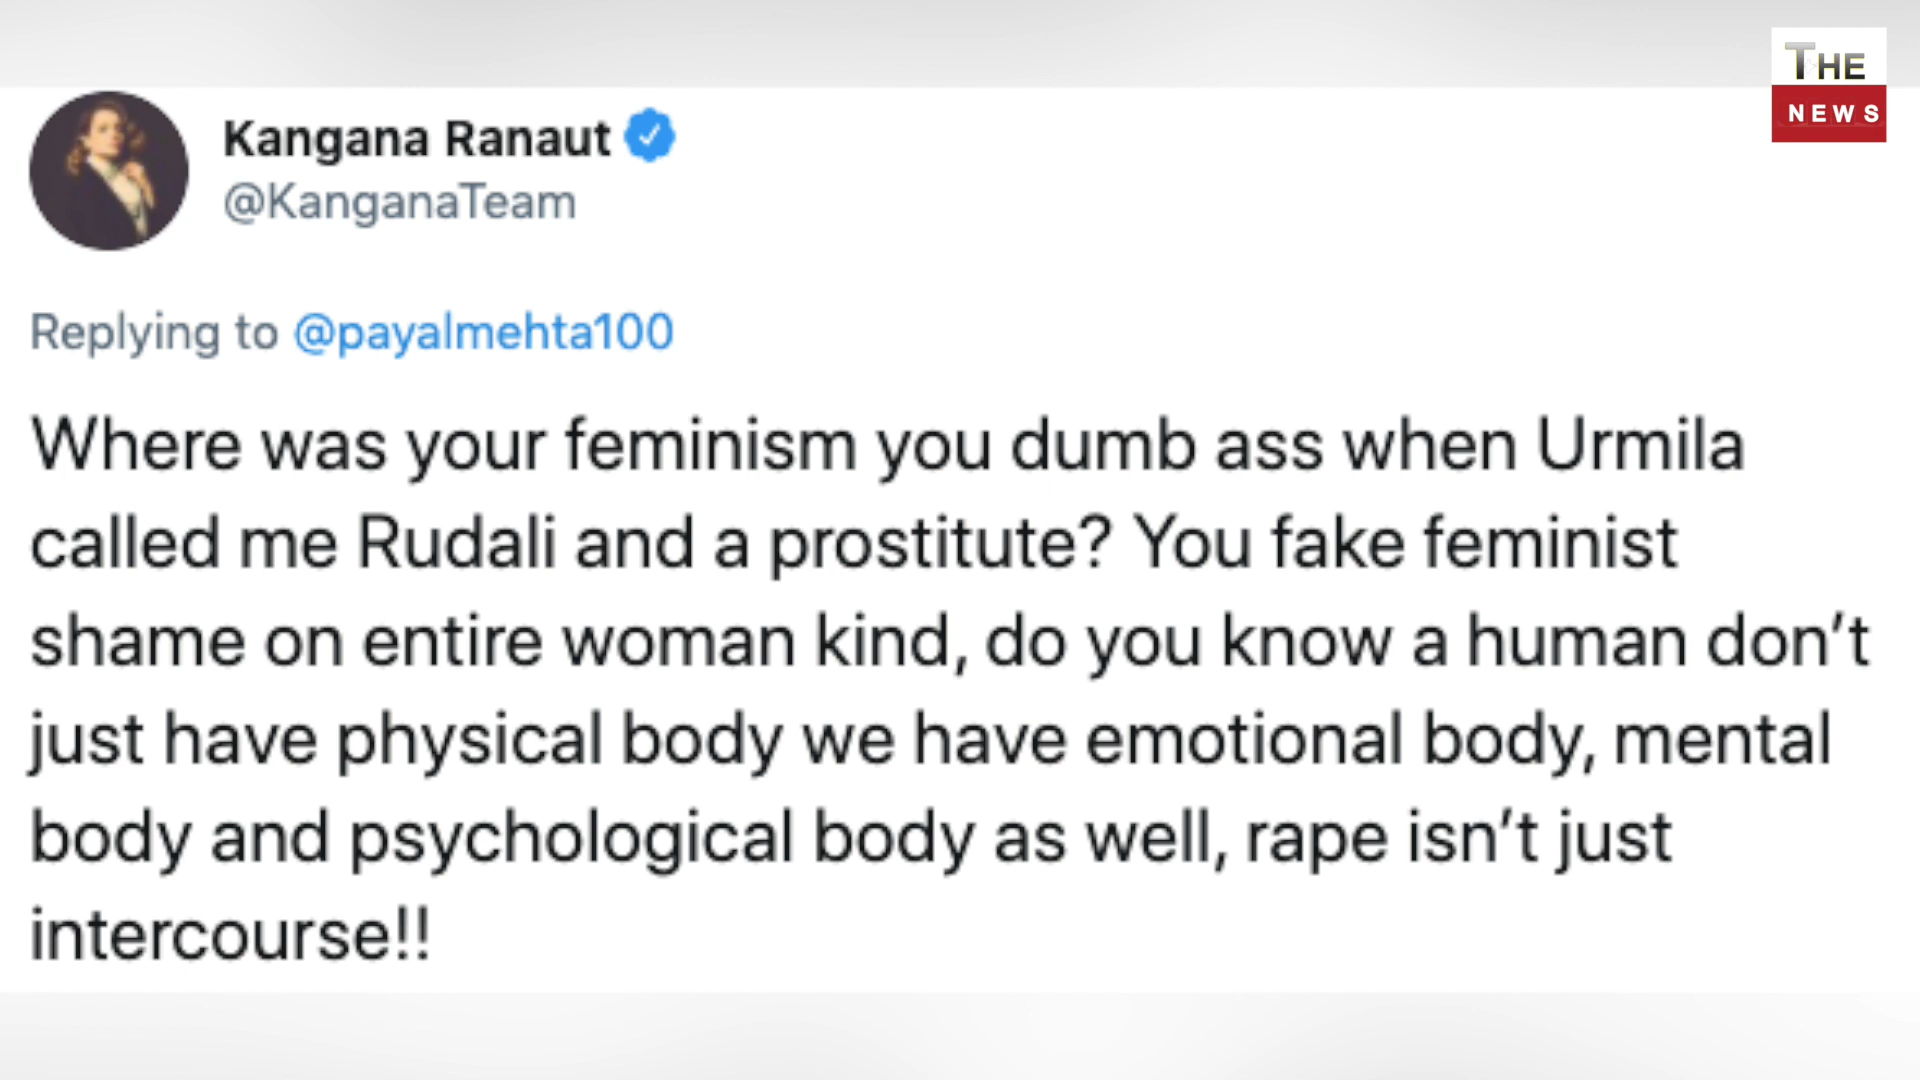 THE
NEWS
Kangana Ranaut
@KanganaTeam
Replying to @payalmehta100
Where was your feminism you dumb ass when Urmila
called me Rudali and a prostitute? You fake feminist
shame on entire woman kind, do you know a human don’t
just have physical body we have emotional body, mental
body and psychological body as well, rape isn’t just
intercourse!!